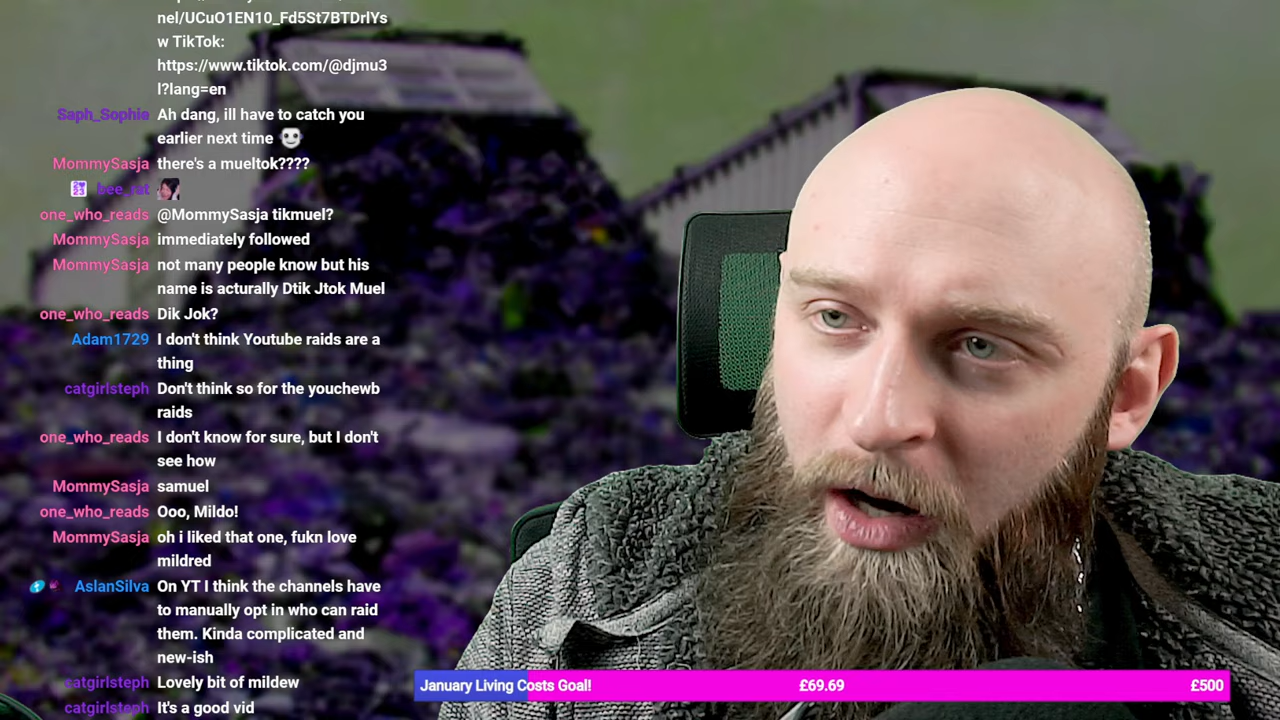 nel/UCuO1EN10_Fd5St7BTDrlYs
w TikTok:
https://www.tiktok.com/@djmu3
l?lang=en
Saph_Sophie Ah dang, ill have to catch you
earlier next time
MommySasja there's a mueltok????
bee_rat
one_who_reads @MommySasja tikmuel?
MommySasja immediately followed
MommySasja not many people know but his
name is acturally Dtik Jtok Muel
one_who_reads Dik Jok?
Adam1729 I don't think Youtube raids are a
thing
catgirlsteph Don't think so for the youchewb
raids
one_who_reads I don't know for sure, but I don't
see how
MommySasja samuel
one_who_reads Ooo, Mildo!
MommySasja oh i liked that one, fukn love
mildred
AslanSilva On YT I think the channels have
to manually opt in who can raid
them. Kinda complicated and
new-ish
catgirlsteph Lovely bit of mildew
catgirlsteph It's a good vid
January Living Costs Goal! £69.69 £500